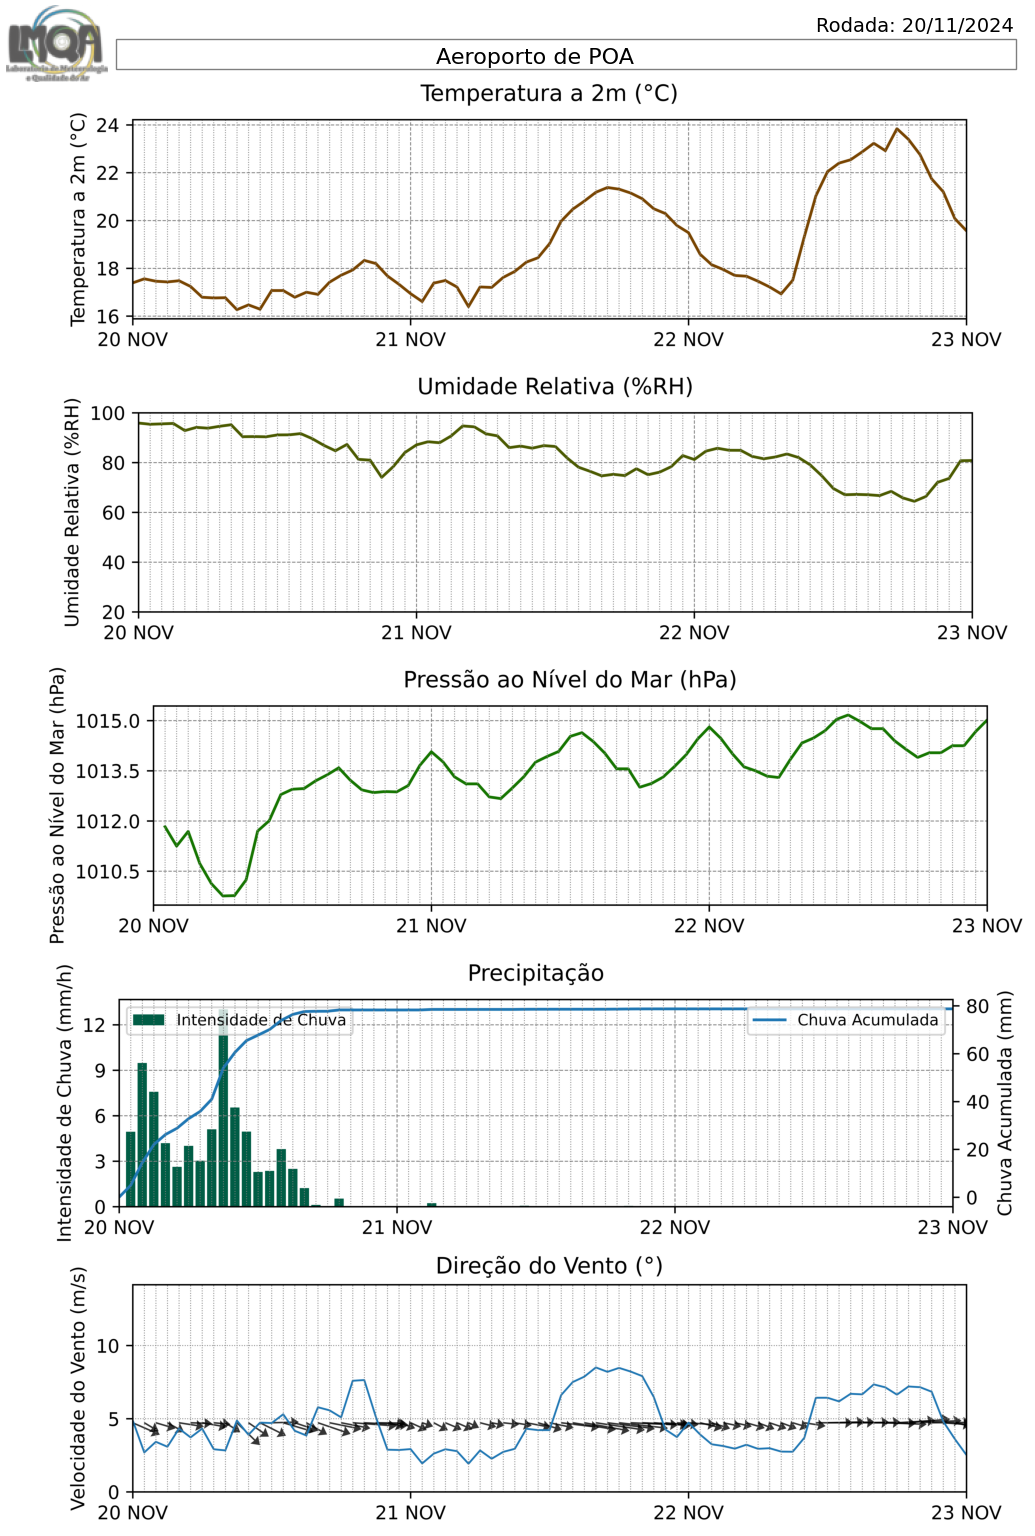 Rodada: 20/11/2024
LMQA
Laboratório de Meteorologia
e Qualidade do Ar
Aeroporto de POA
Temperatura a 2m (°C)
Temperatura a 2m (°C)
24
22
20
18
16
20 NOV 21 NOV 22 NOV 23 NOV
Umidade Relativa (%RH)
Umidade Relativa (%RH)
100
80
60
40
20
20 NOV 21 NOV 22 NOV 23 NOV
Pressão ao Nível do Mar (hPa)
Pressão ao Nível do Mar (hPa)
1015.0
1013.5
1012.0
1010.5
20 NOV 21 NOV 22 NOV 23 NOV
Precipitação
Intensidade de Chuva (mm/h)
12
9
6
3
0
Intensidade de Chuva
Chuva Acumulada
80
60
40
20
0
Chuva Acumulada (mm)
20 NOV 21 NOV 22 NOV 23 NOV
Direção do Vento (°)
Velocidade do Vento (m/s)
10
5
0
20 NOV 21 NOV 22 NOV 23 NOV